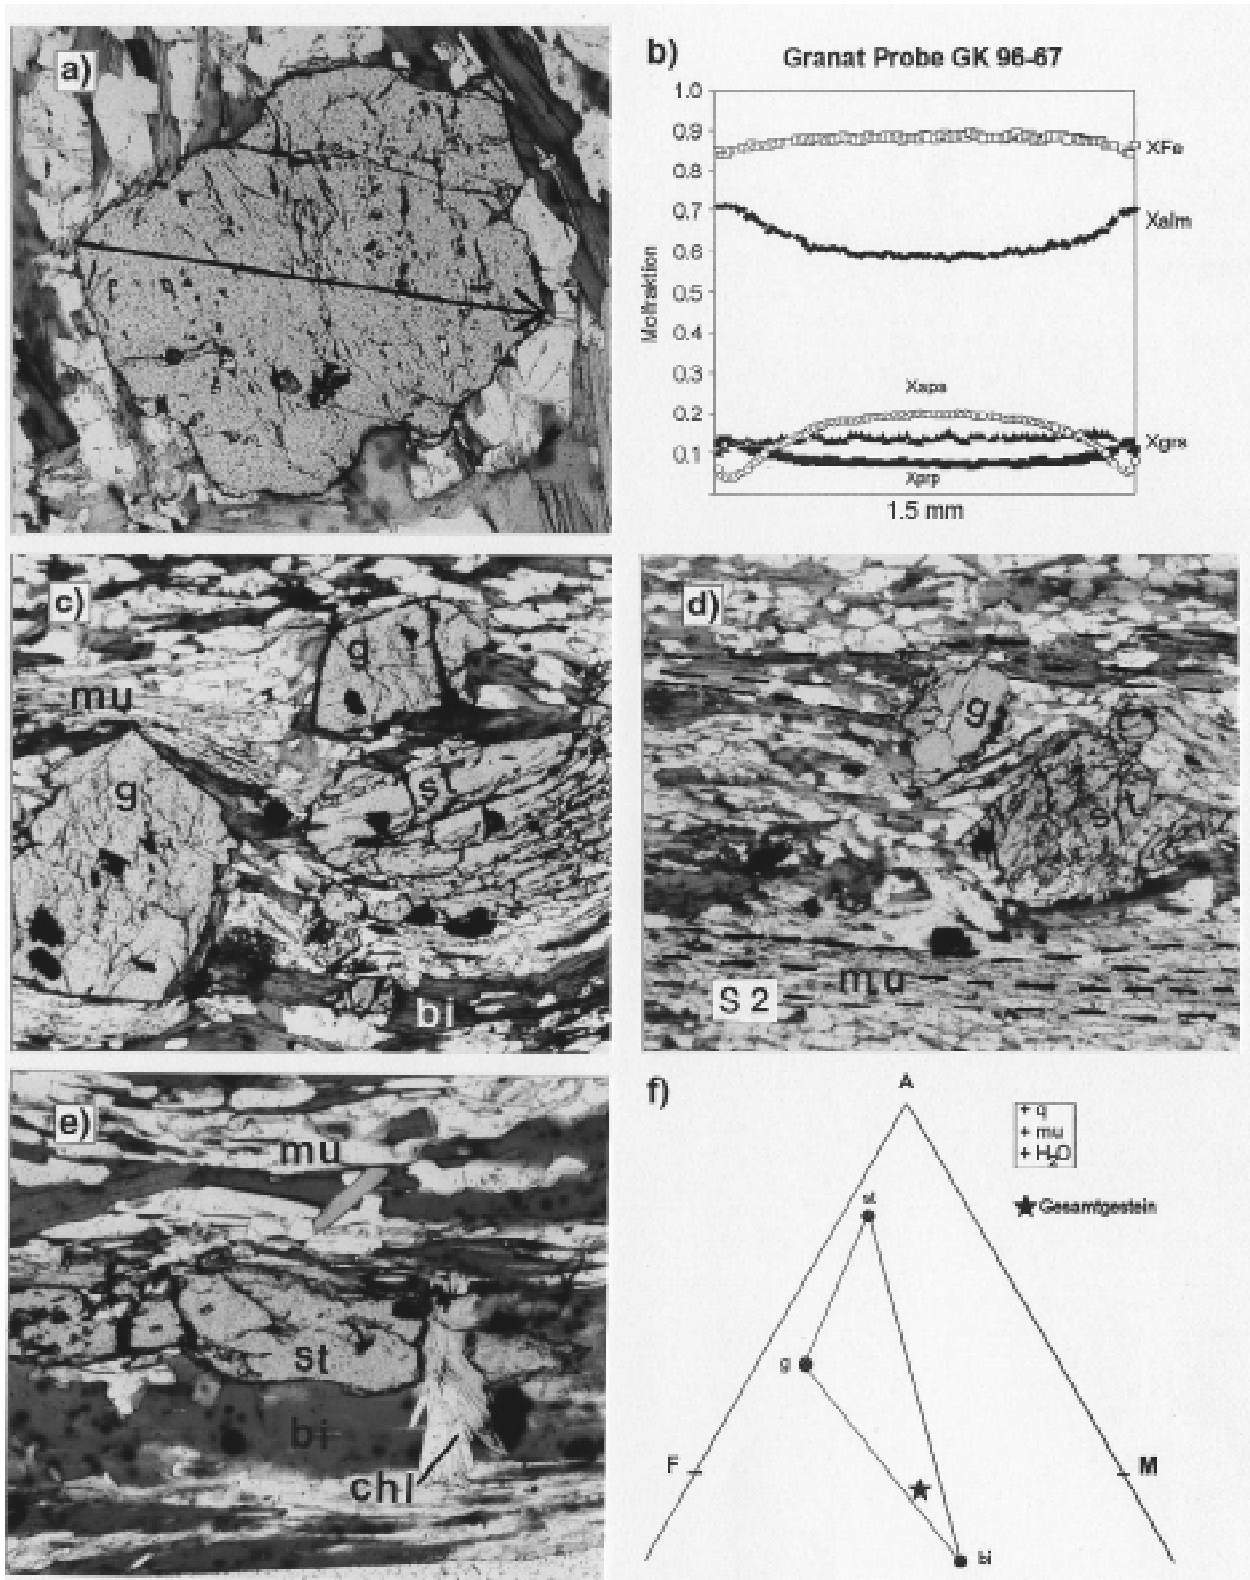 a)
b)
Granat Probe GK 96-67
1.0
0.9
0.8
0.7
0.6
0.5
0.4
0.3
0.2
0.1
Molfraktion
XFe
Xalm
Xsps
Xgrs
Xprp
1.5 mm
c)
g
mu
g
st
bi
d)
g
st
mu
S 2
e)
mu
st
bi
chl
f)
A
+ q
+ mu
+ H2O
Gesamtgestein
st
g
F
M
bi